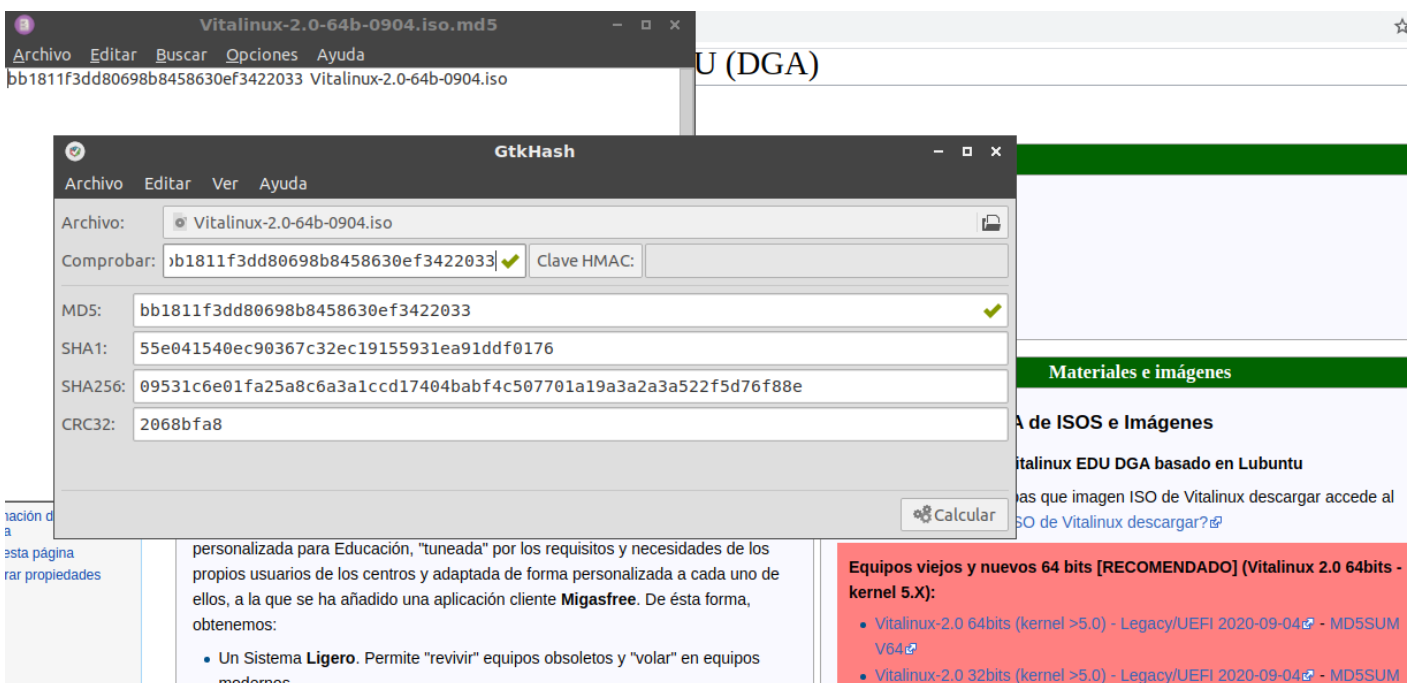 Vitalinux-2.0-64b-0904.iso.md5
Archivo Editar Buscar Opciones Ayuda
bb1811f3dd80698b8458630ef3422033 Vitalinux-2.0-64b-0904.iso
U (DGA)
GtkHash
Archivo Editar Ver Ayuda
Archivo: Vitalinux-2.0-64b-0904.iso
Comprobar: bb1811f3dd80698b8458630ef3422033 Clave HMAC:
MD5: bb1811f3dd80698b8458630ef3422033
SHA1: 55e041540ec90367c32ec19155931ea91ddf0176
SHA256: 09531c6e01fa25a8c6a3a1ccd17404babf4c507701a19a3a2a3a522f5d76f88e
CRC32: 2068bfa8
Calcular
Materiales e imágenes
A de ISOS e Imágenes
italinux EDU DGA basado en Lubuntu
as que imagen ISO de Vitalinux descargar accede al
SO de Vitalinux descargar?
mación d
a
esta página
rar propiedades
personalizada para Educación, "tuneada" por los requisitos y necesidades de los
propios usuarios de los centros y adaptada de forma personalizada a cada uno de
ellos, a la que se ha añadido una aplicación cliente Migasfree. De ésta forma,
obtenemos:
• Un Sistema Ligero. Permite "revivir" equipos obsoletos y "volar" en equipos
modernos
Equipos viejos y nuevos 64 bits [RECOMENDADO] (Vitalinux 2.0 64bits -
kernel 5.X):
• Vitalinux-2.0 64bits (kernel >5.0) - Legacy/UEFI 2020-09-04 - MD5SUM
V64
• Vitalinux-2.0 32bits (kernel >5.0) - Legacy/UEFI 2020-09-04 - MD5SUM